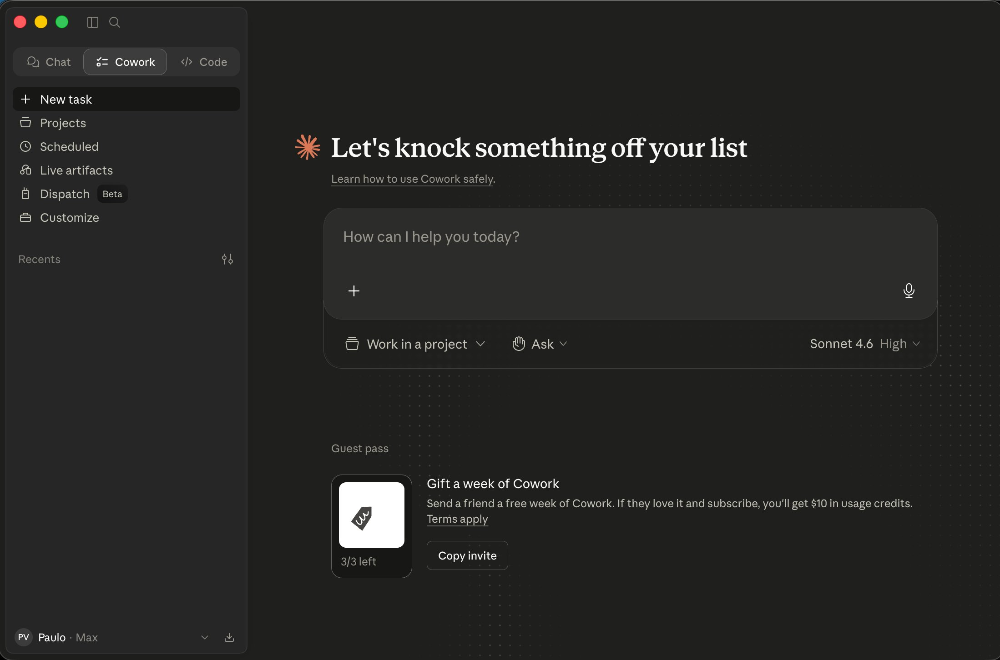 Chat
Cowork
Code
New task
Projects
Scheduled
Live artifacts
Dispatch Beta
Customize
Recents
PV Paulo · Max
Let's knock something off your list
Learn how to use Cowork safely.
How can I help you today?
Work in a project
Ask
Sonnet 4.6 High
Guest pass
3/3 left
Gift a week of Cowork
Send a friend a free week of Cowork. If they love it and subscribe, you'll get $10 in usage credits.
Terms apply
Copy invite